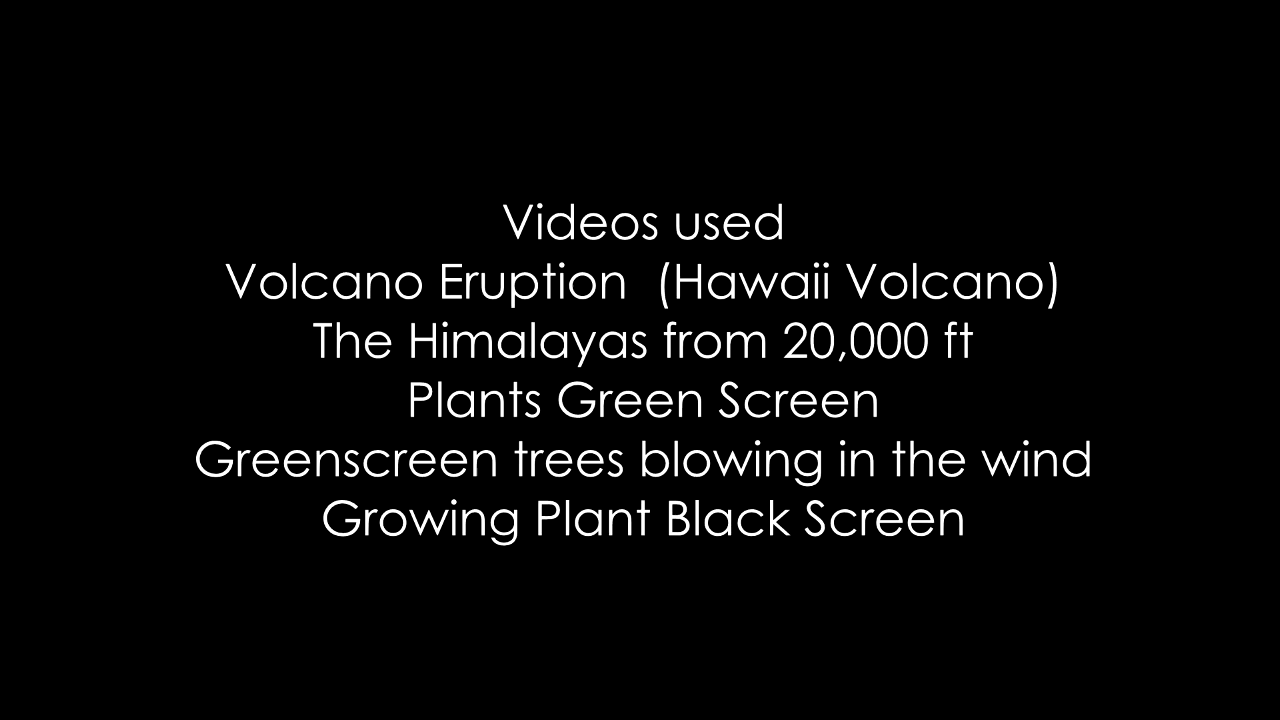 Videos used
Volcano Eruption  (Hawaii Volcano)
The Himalayas from 20,000 ft
Plants Green Screen
Greenscreen trees blowing in the wind
Growing Plant Black Screen